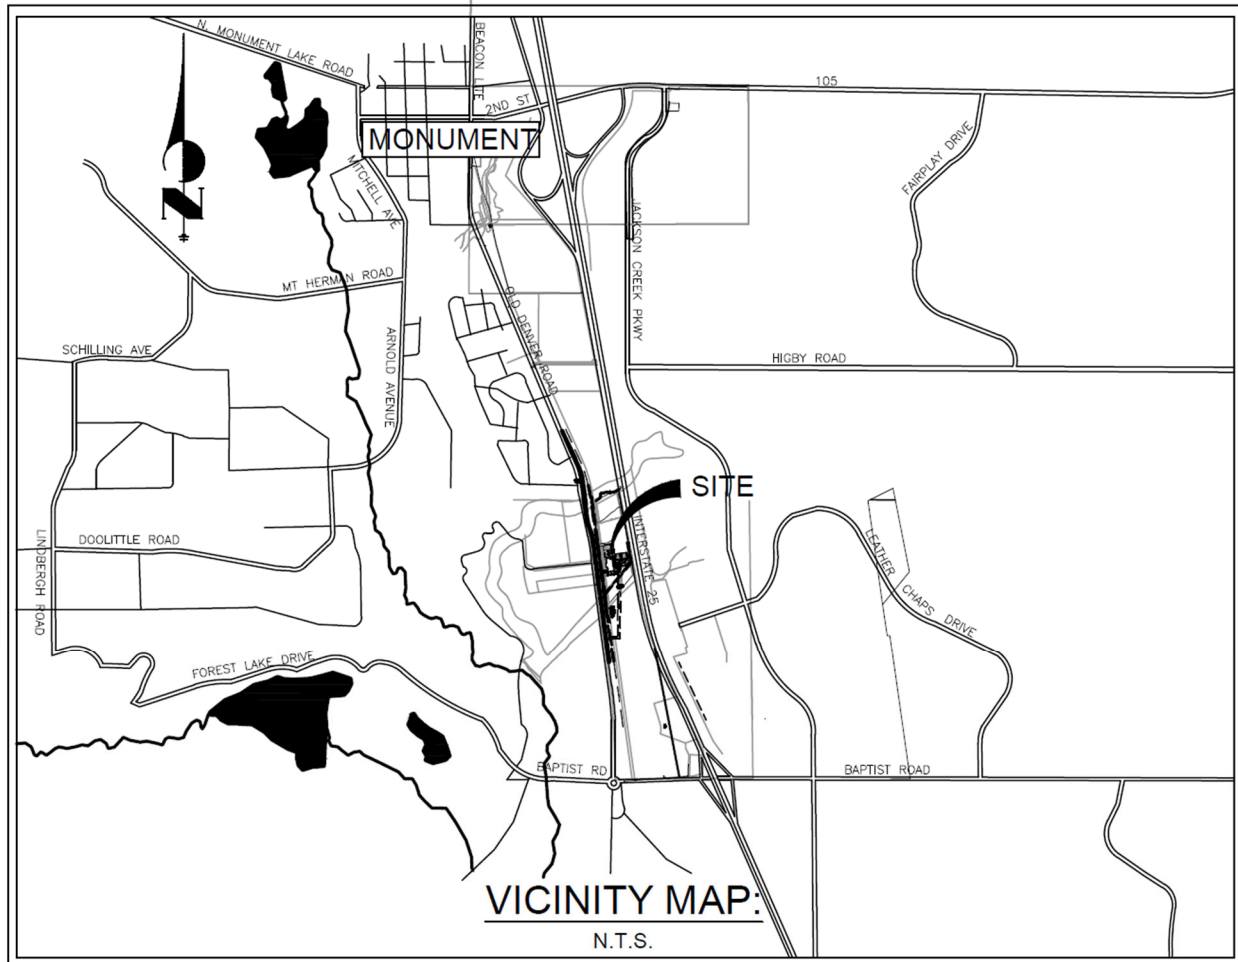 N. MONUMENT LAKE ROAD
BEACON LITE
105
2ND ST
MONUMENT
FAIRPLAY DRIVE
MITCHELL AVE
N
JACKSON CREEK PKWY
MT HERMAN ROAD
OLD DENVER ROAD
SCHILLING AVE
ARNOLD AVENUE
HIGBY ROAD
SITE
INTERSTATE 25
LINDBERGH ROAD
DOOLITTLE ROAD
LEATHER CHAPS DRIVE
FOREST LAKE DRIVE
BAPTIST RD
BAPTIST ROAD
VICINITY MAP:
N.T.S.